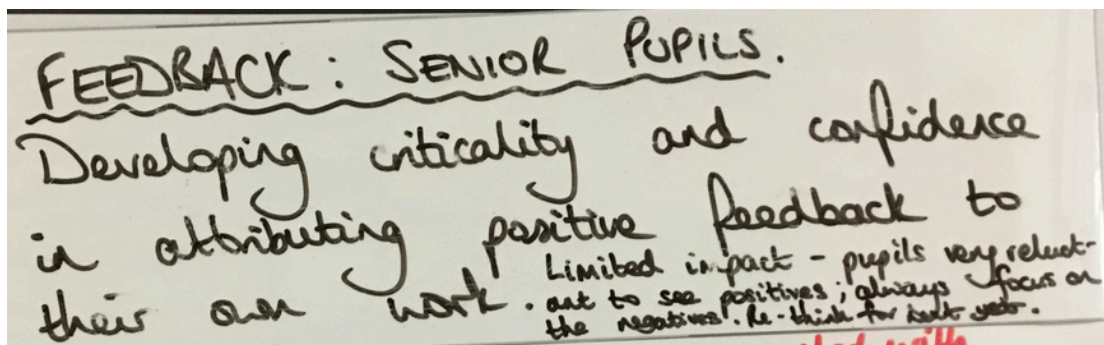 FEEDBACK : SENIOR PUPILS.
Developing criticality and confidence
in attributing positive feedback to
their own work.
Limited impact - pupils very reluct-
ant to see positives; always focus on
the negatives. Re-think for next year.
with